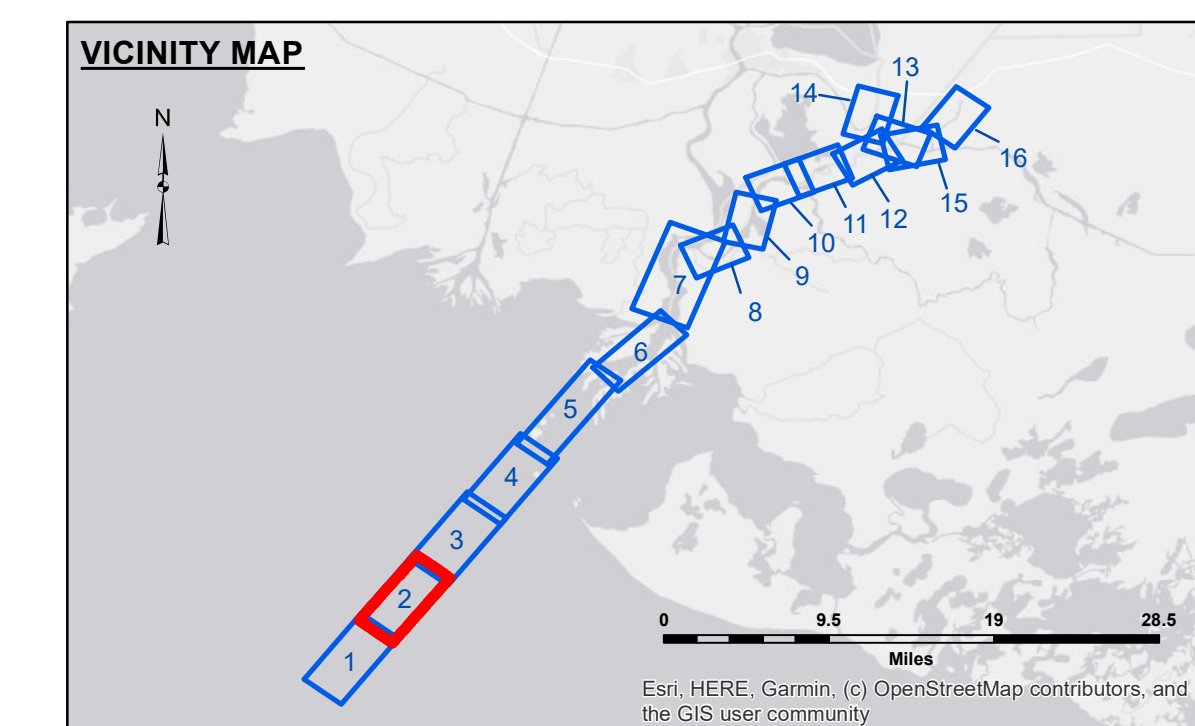 VICINITY MAP
N
13
14
16
15
12
11
10
9
8
7
6
5
4
3
2
1
0 9.5 19 28.5
Miles
Esri, HERE, Garmin, (c) OpenStreetMap contributors, and
the GIS user community